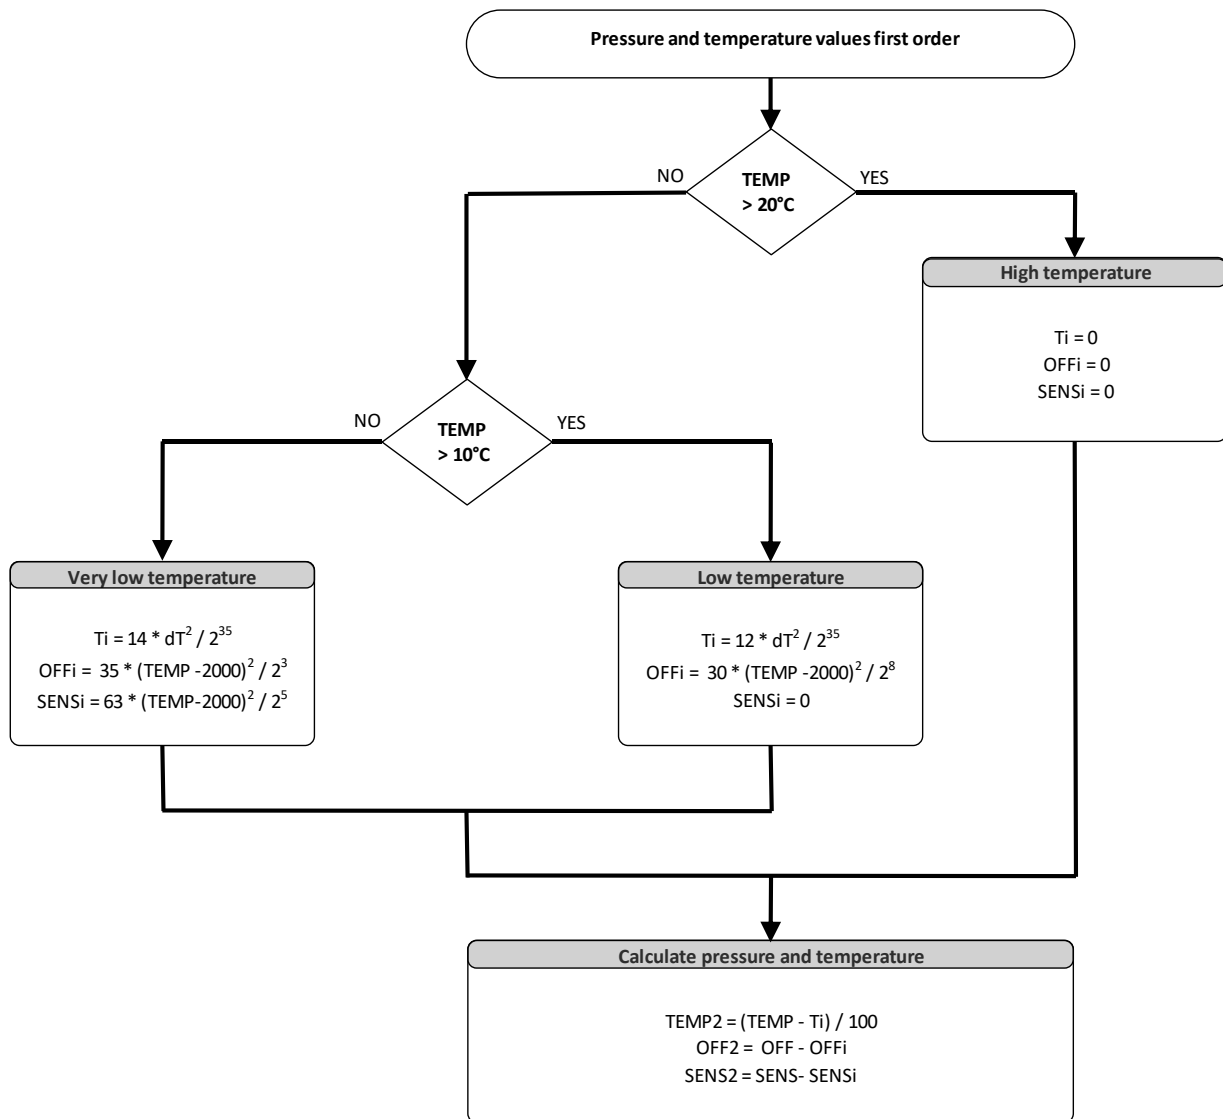 Pressure and temperature values first order
NO
TEMP
> 20°C
YES
High temperature
Ti = 0
OFFi = 0
SENSi = 0
NO
TEMP
> 10°C
YES
Very low temperature
Ti = 14 * dT² / 2³⁵
OFFi = 35 * (TEMP -2000)² / 2³
SENSi = 63 * (TEMP-2000)² / 2⁵
Low temperature
Ti = 12 * dT² / 2³⁵
OFFi = 30 * (TEMP -2000)² / 2⁸
SENSi = 0
Calculate pressure and temperature
TEMP2 = (TEMP - Ti) / 100
OFF2 = OFF - OFFi
SENS2 = SENS- SENSi